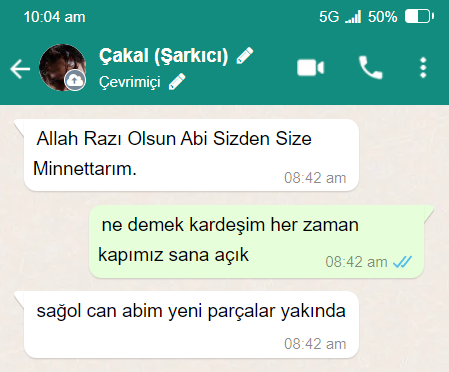 10:04 am 5G 50%
Çakal (Şarkıcı)
Çevrimiçi
Allah Razı Olsun Abi Sizden Size
Minnettarım.
08:42 am
ne demek kardeşim her zaman
kapımız sana açık
08:42 am
sağol can abim yeni parçalar yakında
08:42 am